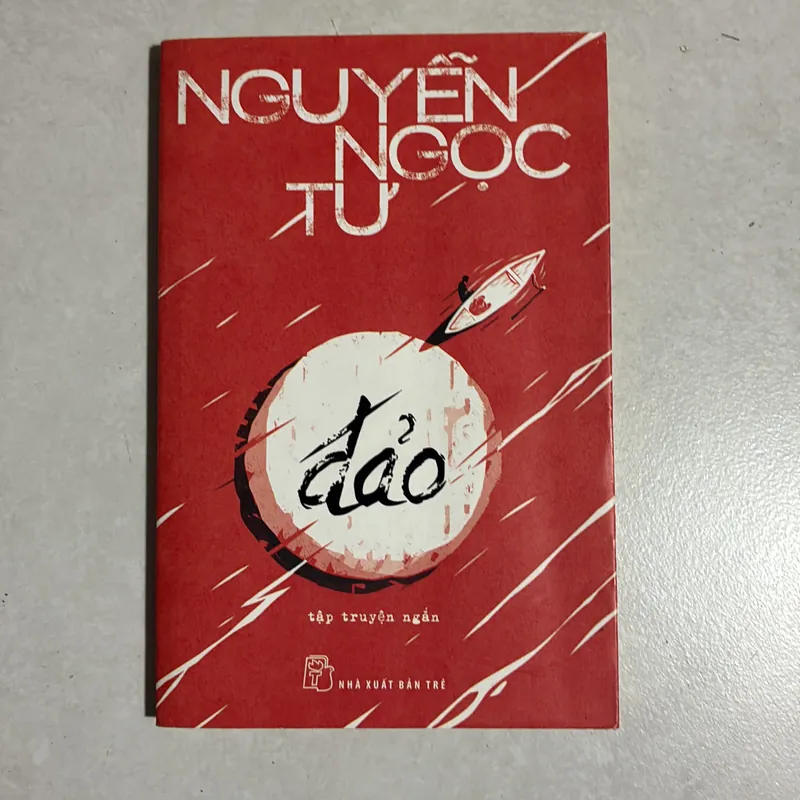 NGUYỄN
NGỌC
TƯ
đảo
tập truyện ngắn
NHÀ XUẤT BẢN TRẺ